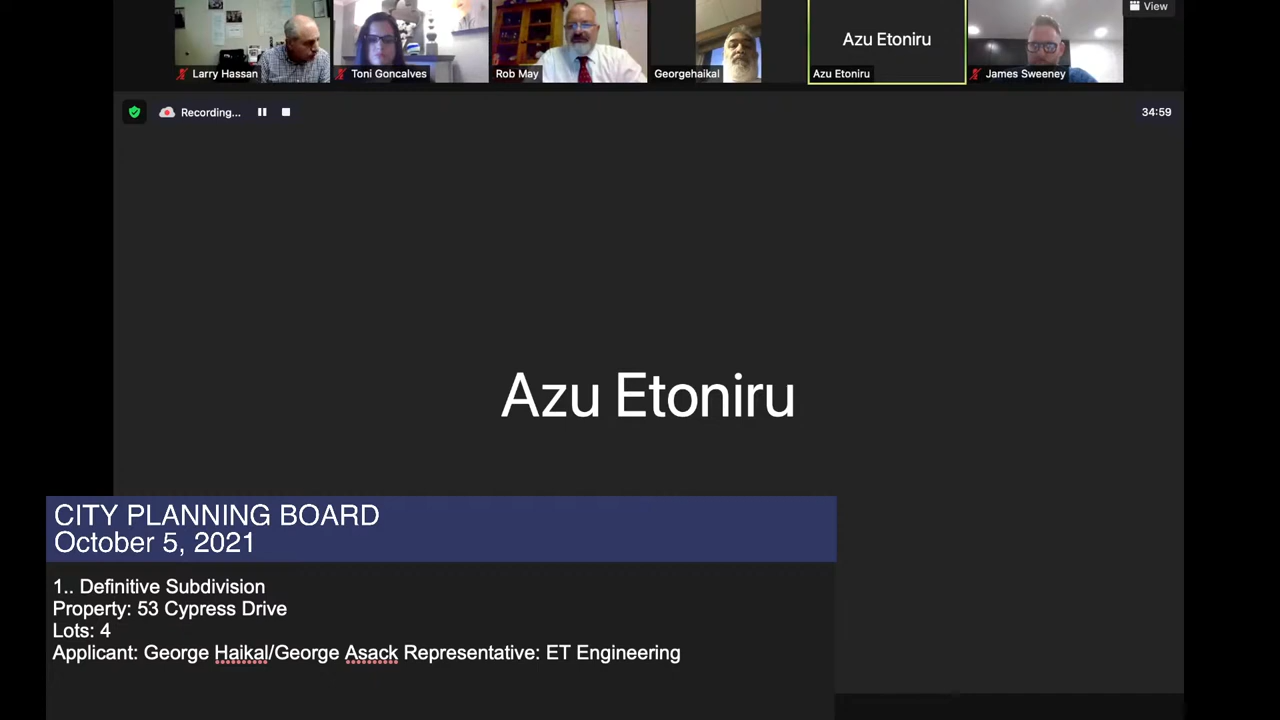 Azu Etoniru
View
Larry Hassan
Toni Goncalves
Rob May
Georgehaikal
Azu Etoniru
James Sweeney
Recording...
34:59
Azu Etoniru
CITY PLANNING BOARD
October 5, 2021
1.. Definitive Subdivision
Property: 53 Cypress Drive
Lots: 4
Applicant: George Haikal/George Asack Representative: ET Engineering